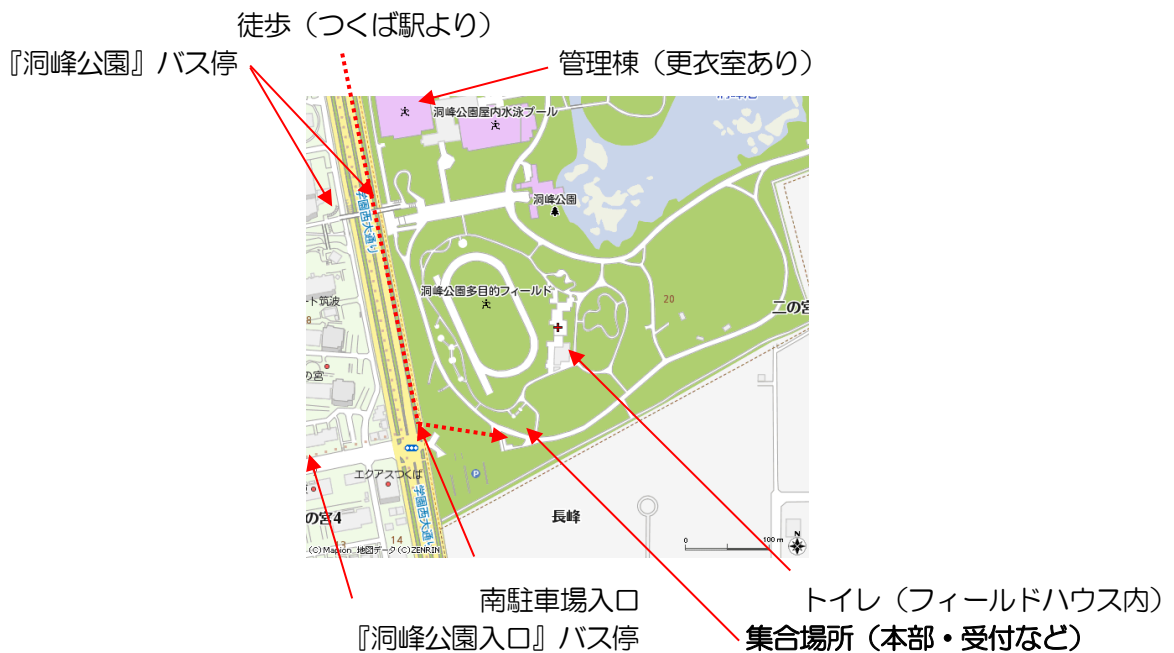 徒歩（つくば駅より）
『洞峰公園』バス停
管理棟（更衣室あり）
洞峰公園屋内水泳プール
学園西大通り
洞峰公園
洞峰公園多目的フィールド
20
ート筑波
8
二の宮
の宮
エクアスつくば
P
学園西大通り
の宮4
長峰
13
14
0
100 m
N
(C) Mapion 地図データ (C)ZENRIN
南駐車場入口
トイレ（フィールドハウス内）
『洞峰公園入口』バス停
集合場所（本部・受付など）